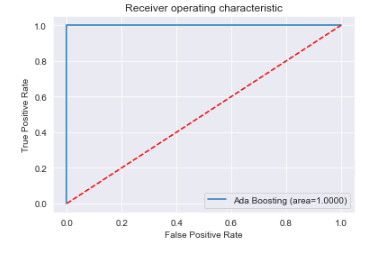 Receiver operating characteristic
True Positive Rate
1.0
0.8
0.6
0.4
0.2
0.0
Ada Boosting (area=1.0000)
0.0 0.2 0.4 0.6 0.8 1.0
False Positive Rate